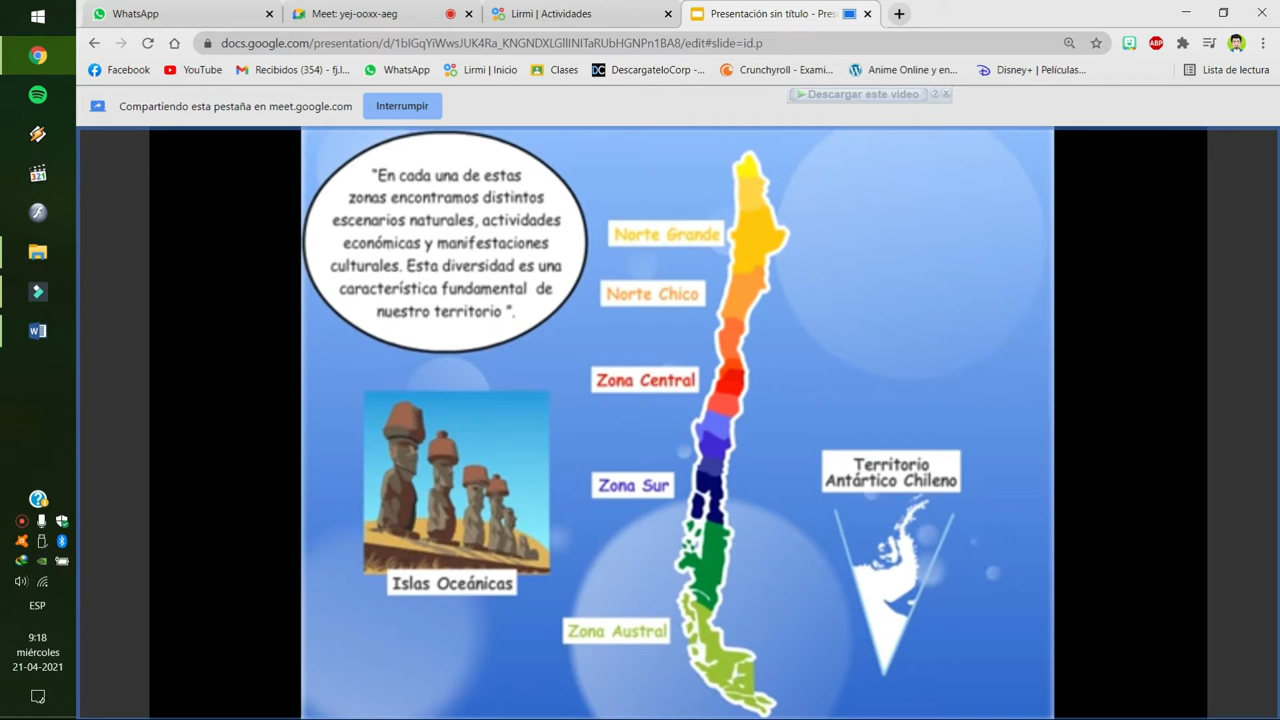 WhatsApp
Meet: yej-ooxx-aeg
Lirmi | Actividades
Presentación sin título - Pres
docs.google.com/presentation/d/1bIGqYiWwJUK4Ra_KNGNDXLGllINITaRUbHGNPn1BA8/edit#slide=id.p
ABP
Facebook
YouTube
Recibidos (354) - fj.l...
WhatsApp
Lirmi | Inicio
Clases
DescargateloCorp -...
Crunchyroll - Exami...
Anime Online y en...
Disney+ | Películas...
Lista de lectura
Compartiendo esta pestaña en meet.google.com
Interrumpir
Descargar este video
? X
"En cada una de estas
zonas encontramos distintos
escenarios naturales, actividades
económicas y manifestaciones
culturales. Esta diversidad es una
característica fundamental de
nuestro territorio ".
Norte Grande
Norte Chico
Zona Central
Zona Sur
Territorio
Antártico Chileno
Islas Oceánicas
Zona Austral
321
ESP
9:18
miércoles
21-04-2021